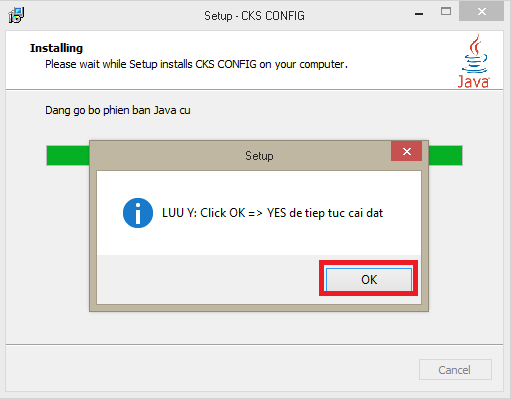 Setup - CKS CONFIG
Installing
Please wait while Setup installs CKS CONFIG on your computer.
Java
Dang go bo phien ban Java cu
Setup
LUU Y: Click OK => YES de tiep tuc cai dat
OK
Cancel